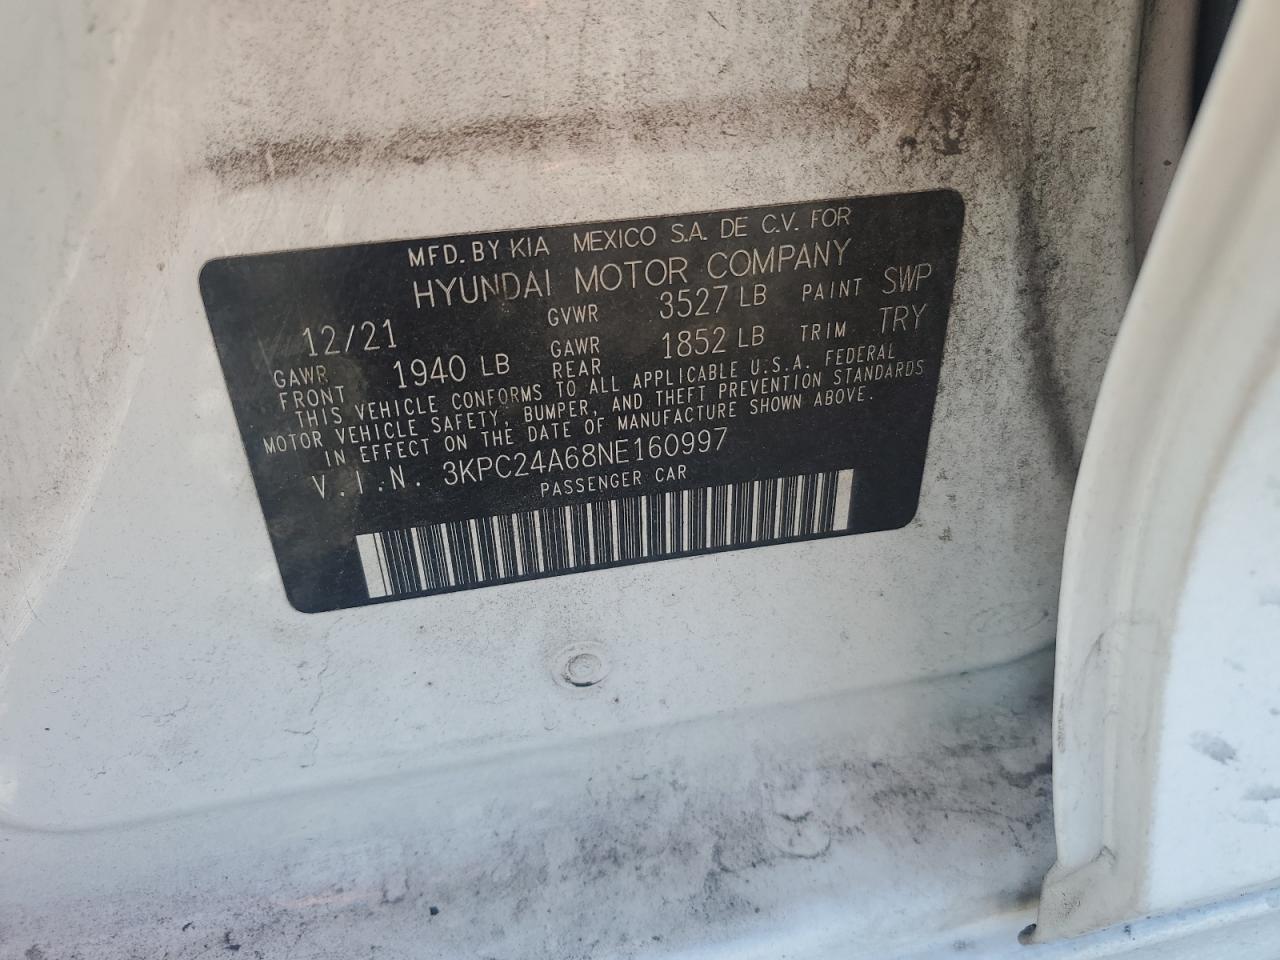 MFD. BY KIA MEXICO S.A. DE C.V. FOR
HYUNDAI MOTOR COMPANY
12/21 GVWR 3527 LB PAINT SWP
GAWR FRONT 1940 LB GAWR REAR 1852 LB TRIM TRY
THIS VEHICLE CONFORMS TO ALL APPLICABLE U.S.A. FEDERAL
MOTOR VEHICLE SAFETY, BUMPER, AND THEFT PREVENTION STANDARDS
IN EFFECT ON THE DATE OF MANUFACTURE SHOWN ABOVE.
V.I.N. 3KPC24A68NE160997
PASSENGER CAR